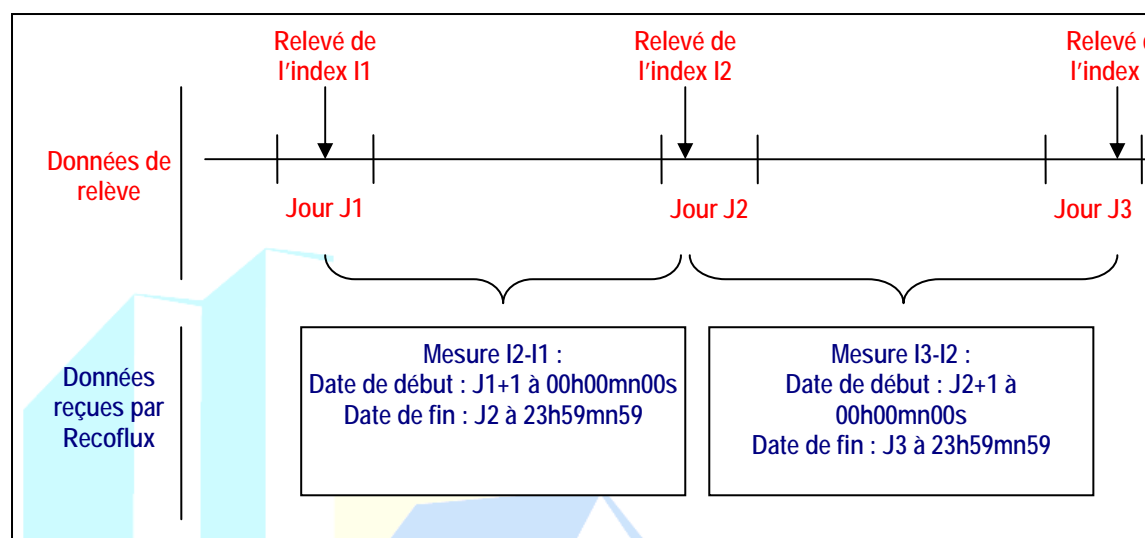 Relevé de
l'index I1
Relevé de
l'index I2
Relevé
l'index
Données de
relève
Jour J1
Jour J2
Jour J3
Données
reçues par
Recoflux
Mesure I2-I1 :
Date de début : J1+1 à 00h00mn00s
Date de fin : J2 à 23h59mn59
Mesure I3-I2 :
Date de début : J2+1 à
00h00mn00s
Date de fin : J3 à 23h59mn59